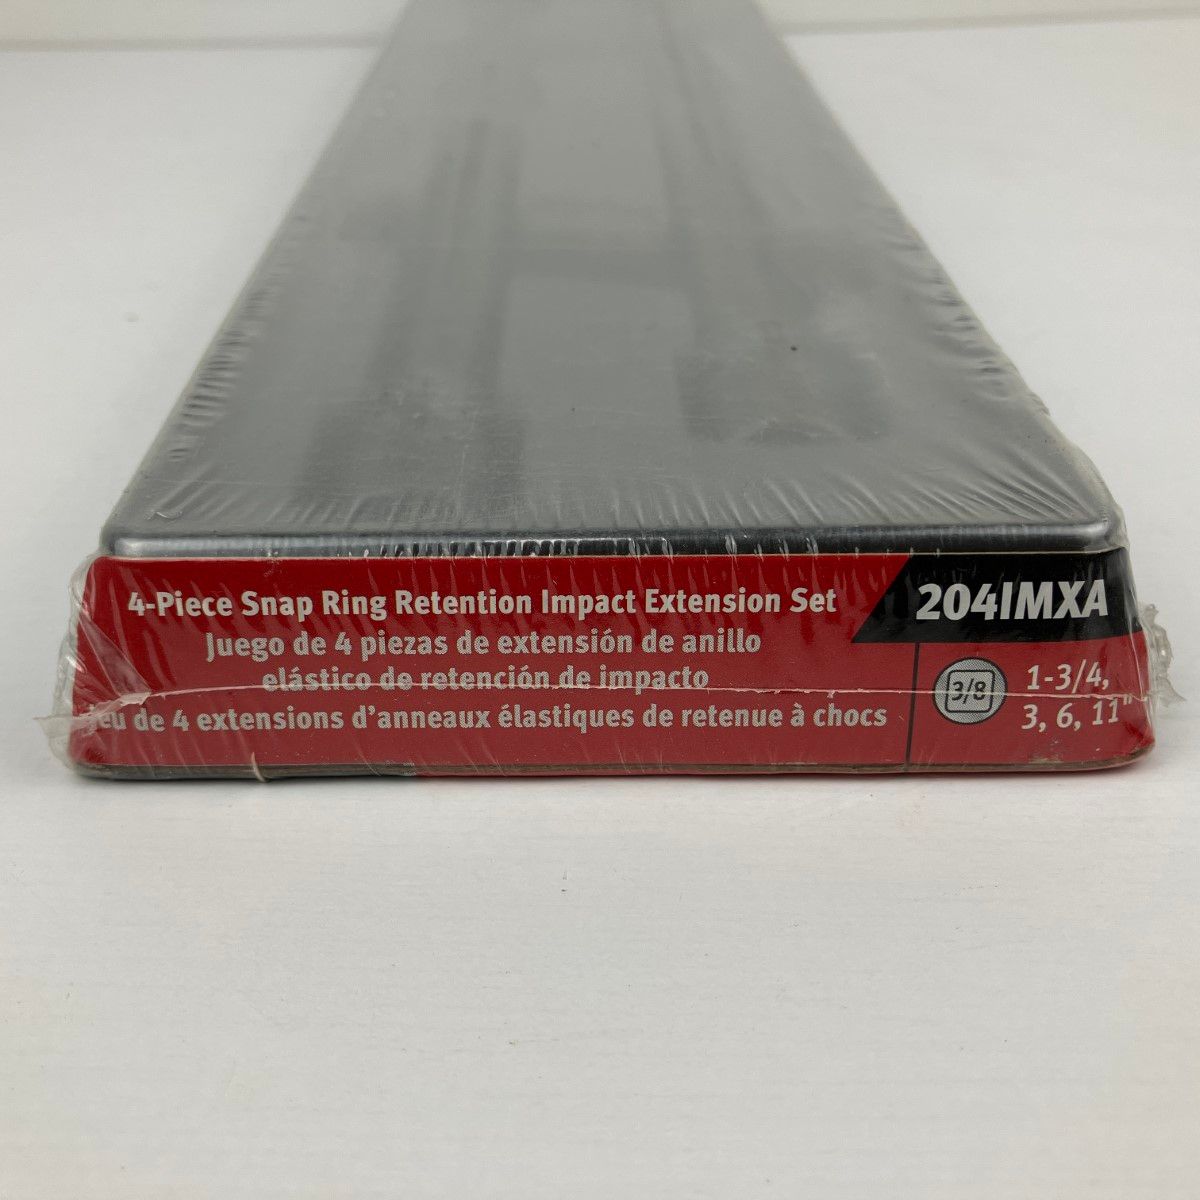 4-Piece Snap Ring Retention Impact Extension Set
204IMXA
Juego de 4 piezas de extensión de anillo
elástico de retención de impacto
Jeu de 4 extensions d'anneaux élastiques de retenue à chocs
3/8
1-3/4,
3, 6, 11"